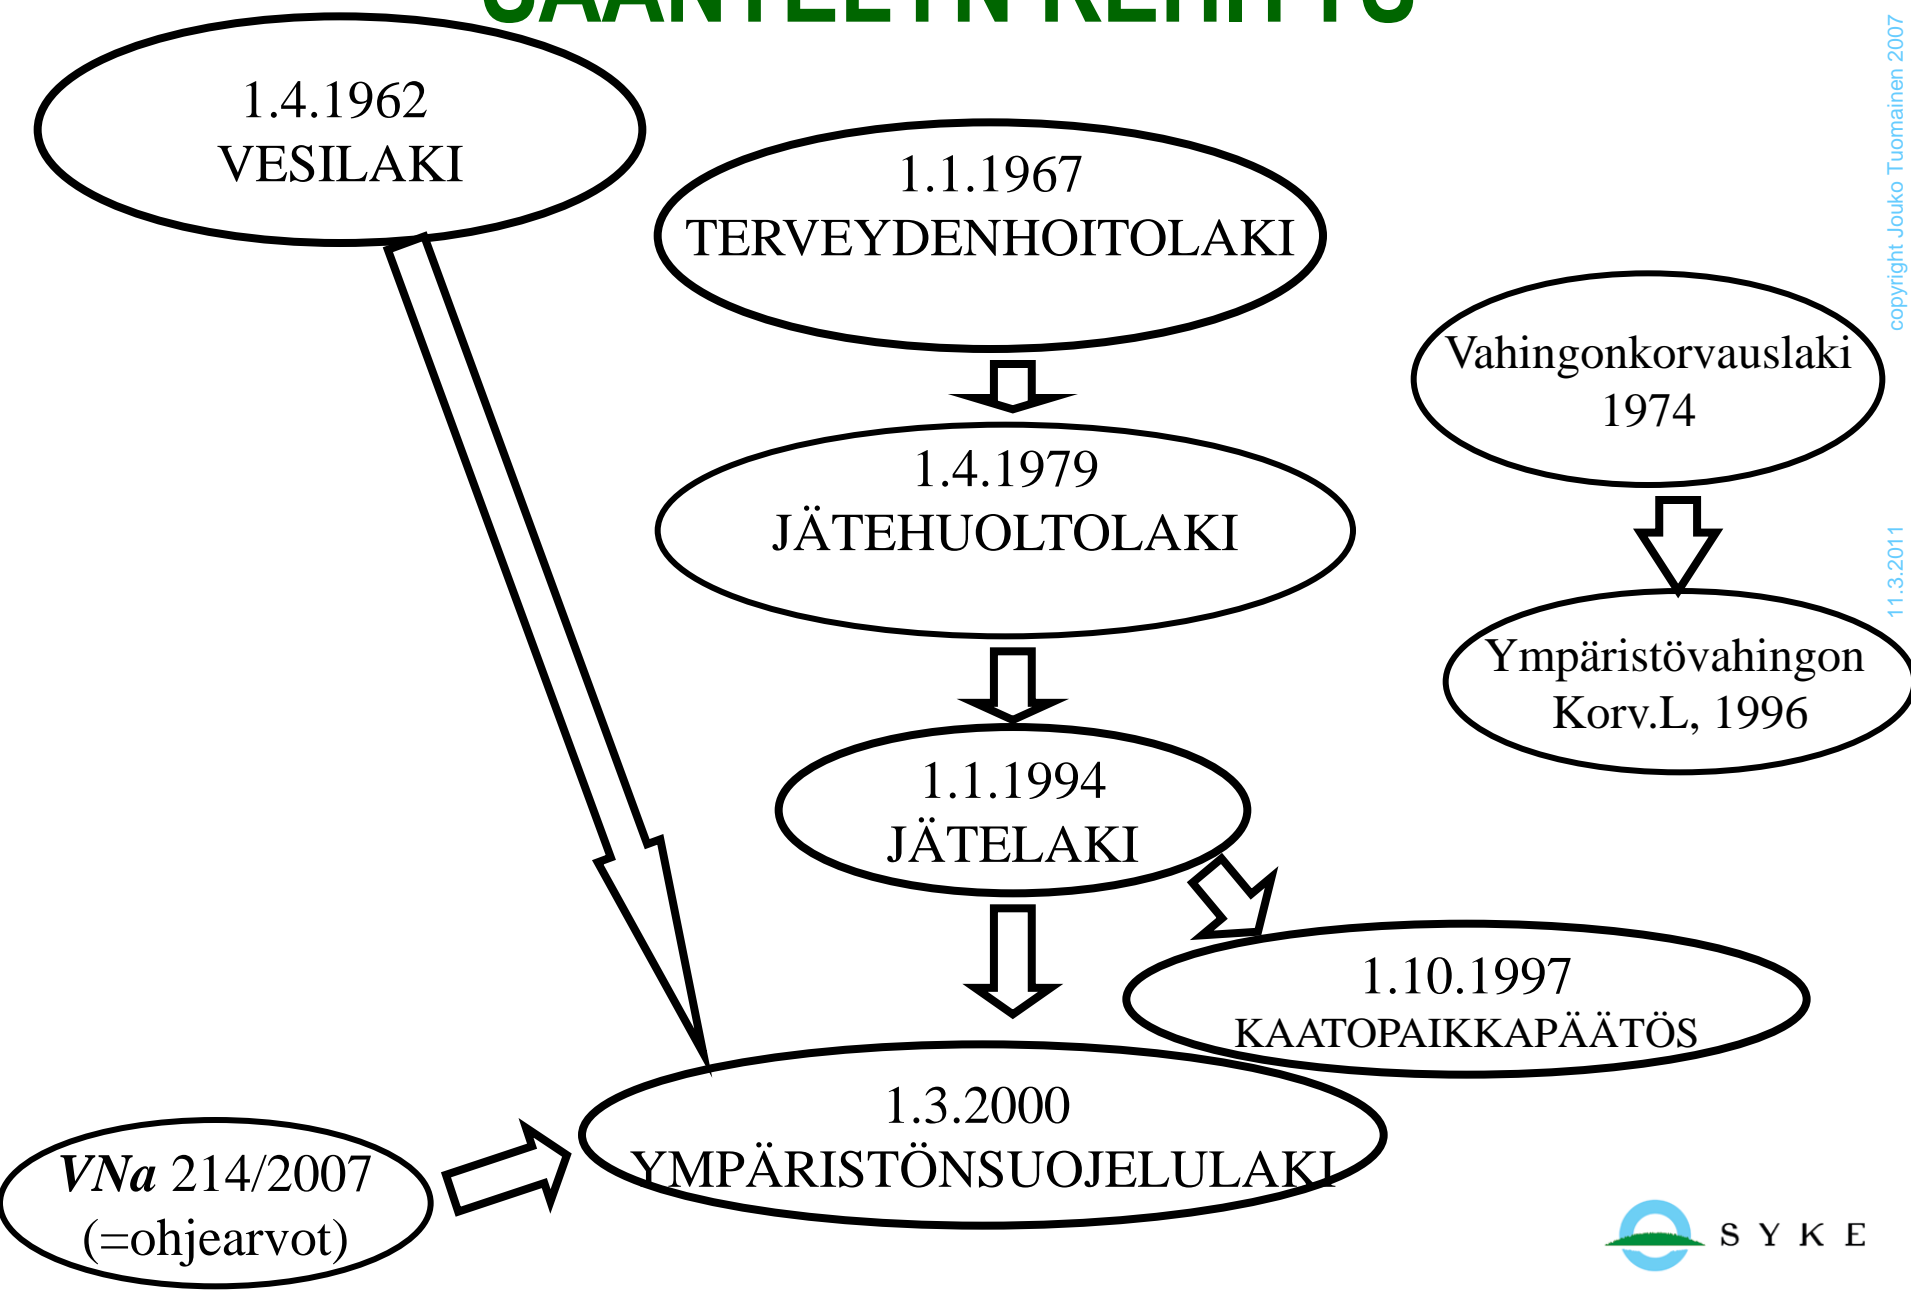 SÄÄNTELYN KEHITYS
1.4.1962
VESILAKI
1.1.1967
TERVEYDENHOITOLAKI
Vahingonkorvauslaki
1974
1.4.1979
JÄTEHUOLTOLAKI
Ympäristövahingon
Korv.L, 1996
1.1.1994
JÄTELAKI
1.10.1997
KAATOPAIKKAPÄÄTÖS
1.3.2000
YMPÄRISTÖNSUOJELULAKI
VNa 214/2007
(=ohjearvot)
copyright Jouko Tuomainen 2007
11.3.2011
SYKE